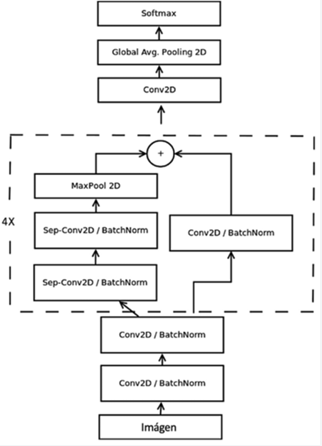 Softmax
Global Avg. Pooling 2D
Conv2D
+
MaxPool 2D
4X
Sep-Conv2D / BatchNorm
Conv2D / BatchNorm
Sep-Conv2D / BatchNorm
Conv2D / BatchNorm
Conv2D / BatchNorm
Imágen